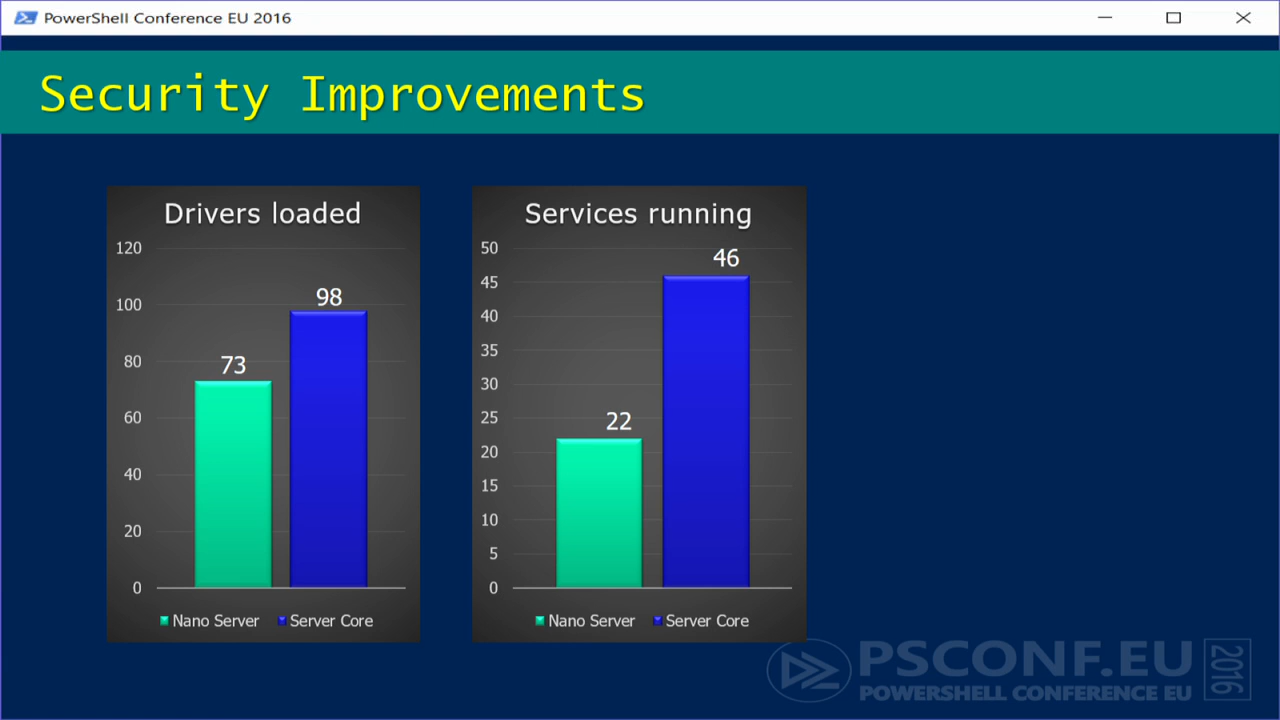 PowerShell Conference EU 2016
Security Improvements
Drivers loaded
120
100
80
60
40
20
0
73
98
Nano Server Server Core
Services running
50
45
40
35
30
25
20
15
10
5
0
22
46
Nano Server Server Core
PSCONF.EU
POWERSHELL CONFERENCE EU
2016